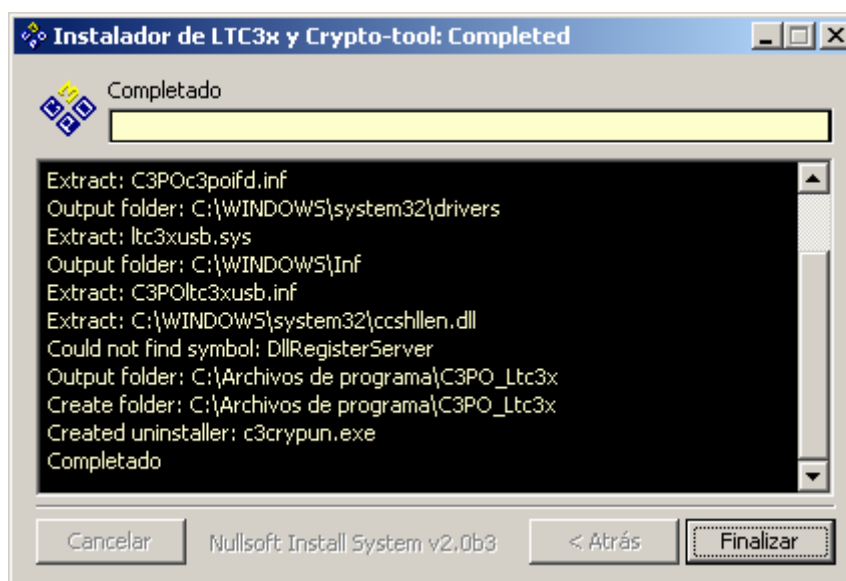 Instalador de LTC3x y Crypto-tool: Completed
Completado
Extract: C3POc3poifd.inf
Output folder: C:\WINDOWS\system32\drivers
Extract: ltc3xusb.sys
Output folder: C:\WINDOWS\Inf
Extract: C3POltc3xusb.inf
Extract: C:\WINDOWS\system32\ccshllen.dll
Could not find symbol: DllRegisterServer
Output folder: C:\Archivos de programa\C3PO_Ltc3x
Create folder: C:\Archivos de programa\C3PO_Ltc3x
Created uninstaller: c3crypun.exe
Completado
Cancelar Nullsoft Install System v2.0b3 < Atrás Finalizar